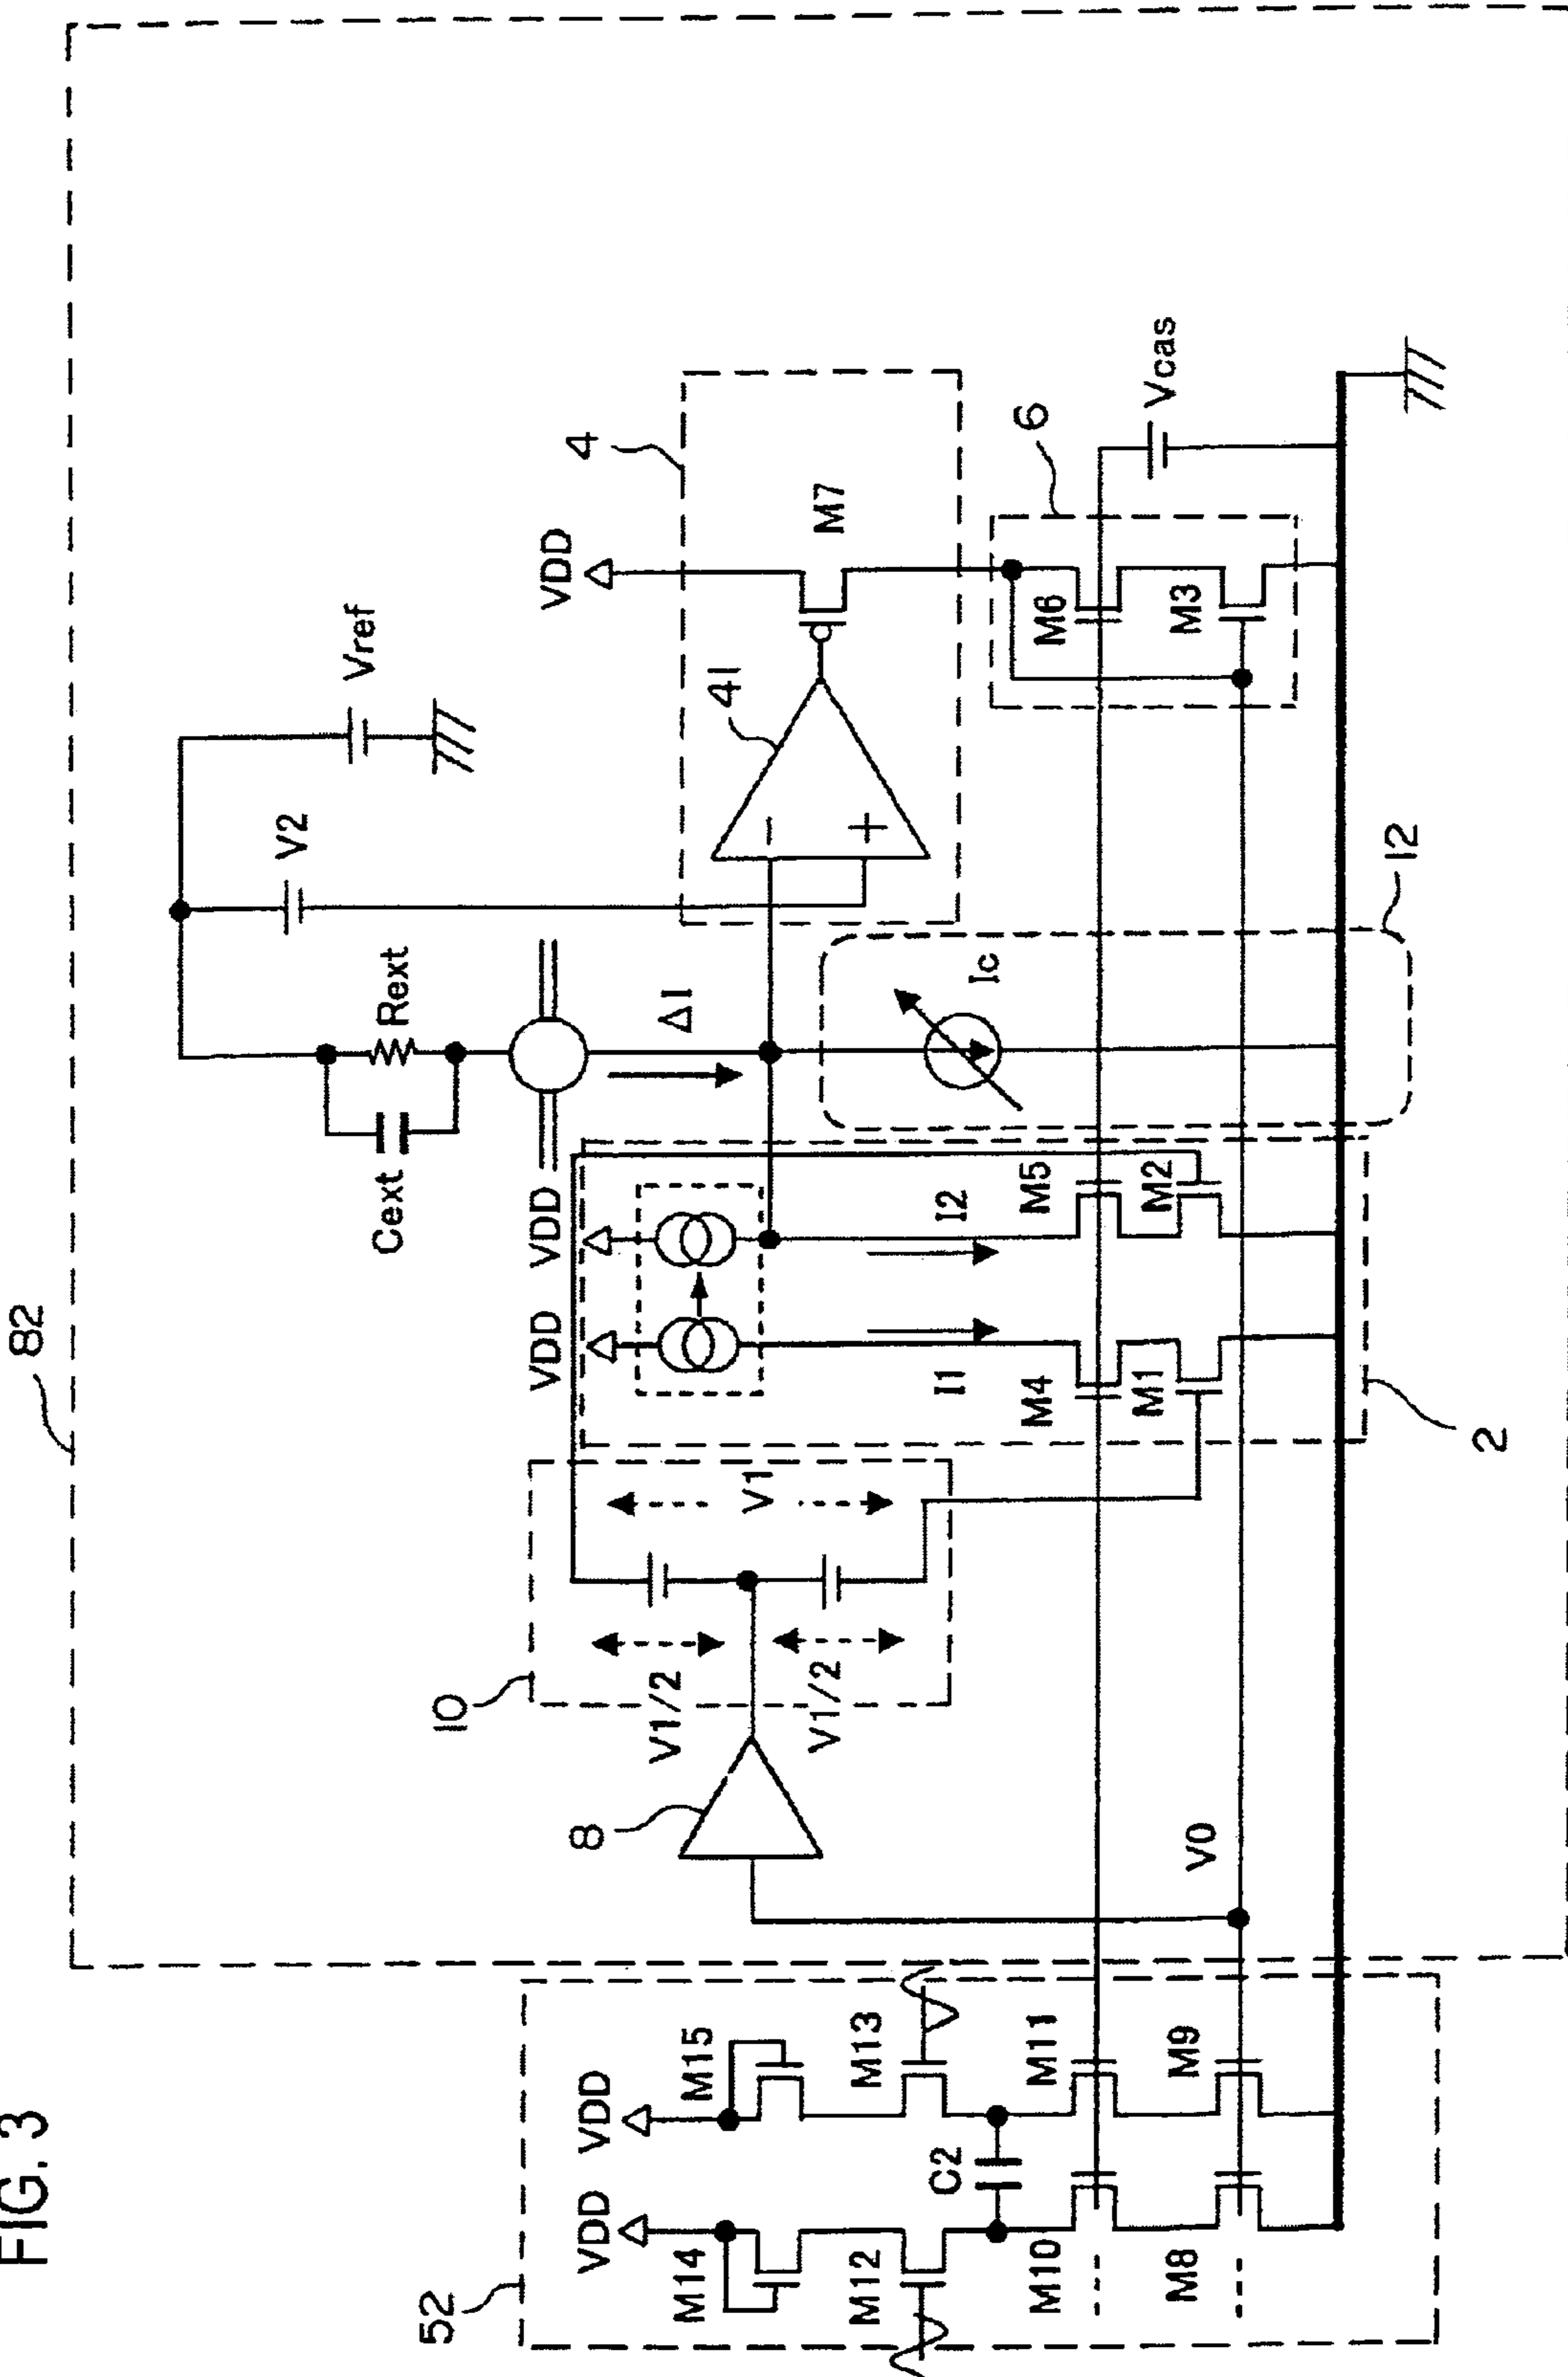 FIG. 3
82
52
VDD
VDD
M14
M15
M12
M13
C2
M10
M11
M8
M9
V0
8
10
V1/2
V1/2
V1
VDD
VDD
I1
I2
M4
M5
M1
M2
2
Cext
Rext
ΔI
Ic
12
V2
Vref
41
−
+
4
VDD
M7
6
M6
M3
Vcas